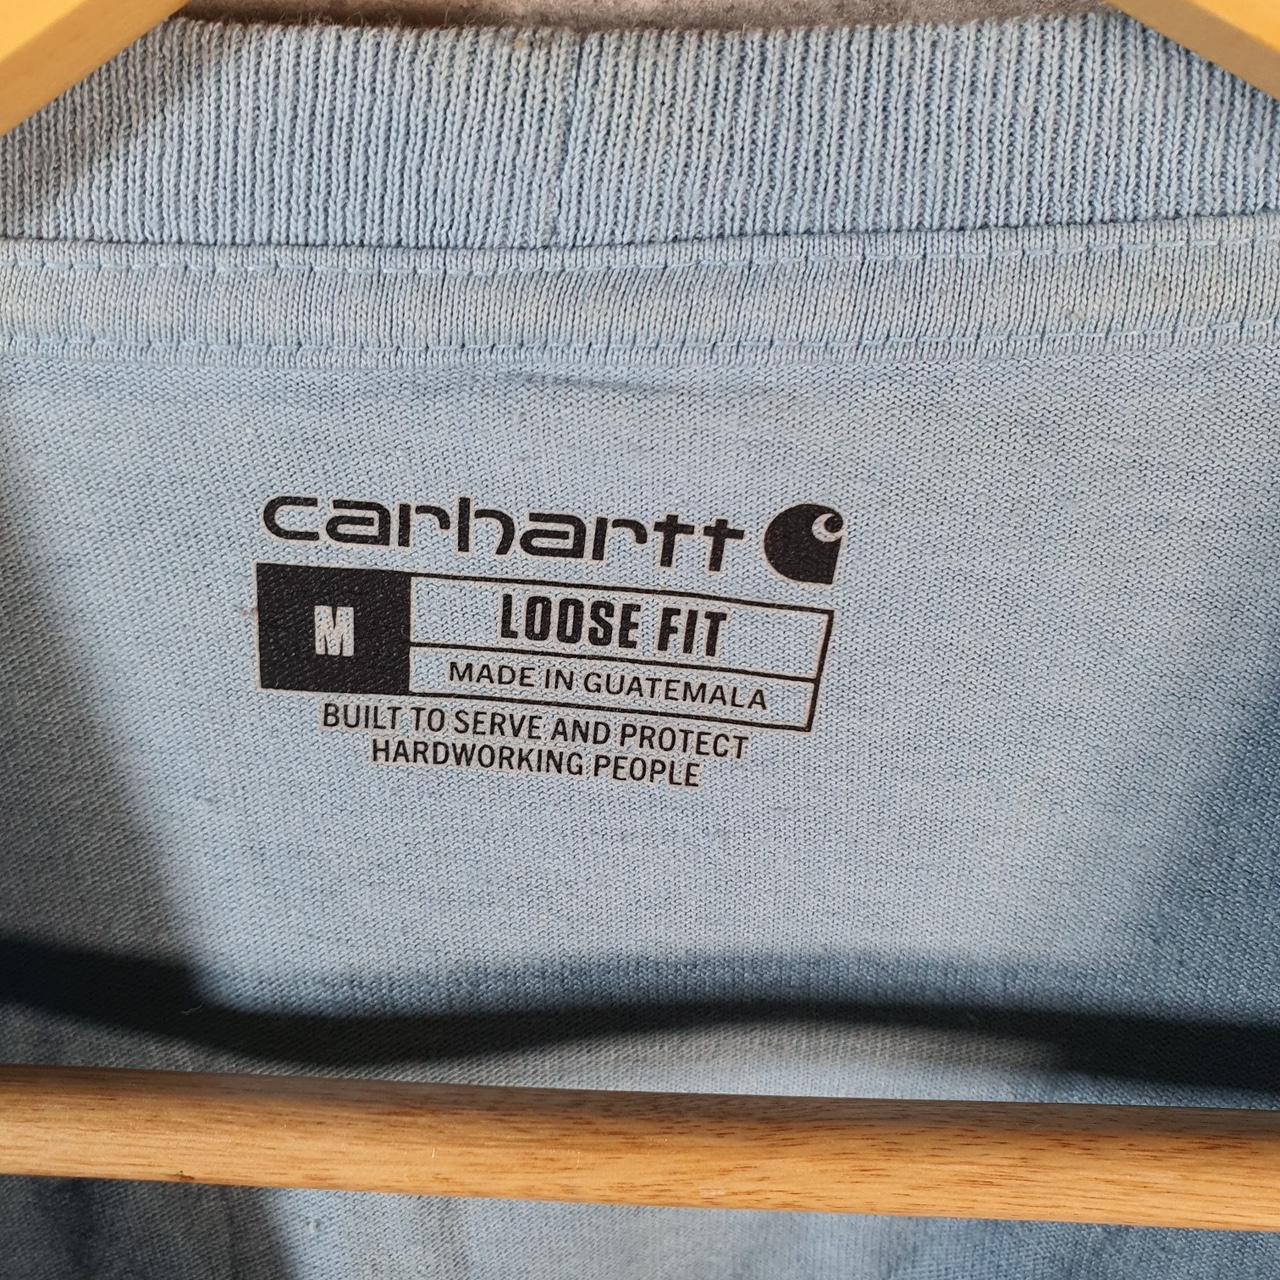 carhartt
M
LOOSE FIT
MADE IN GUATEMALA
BUILT TO SERVE AND PROTECT
HARDWORKING PEOPLE